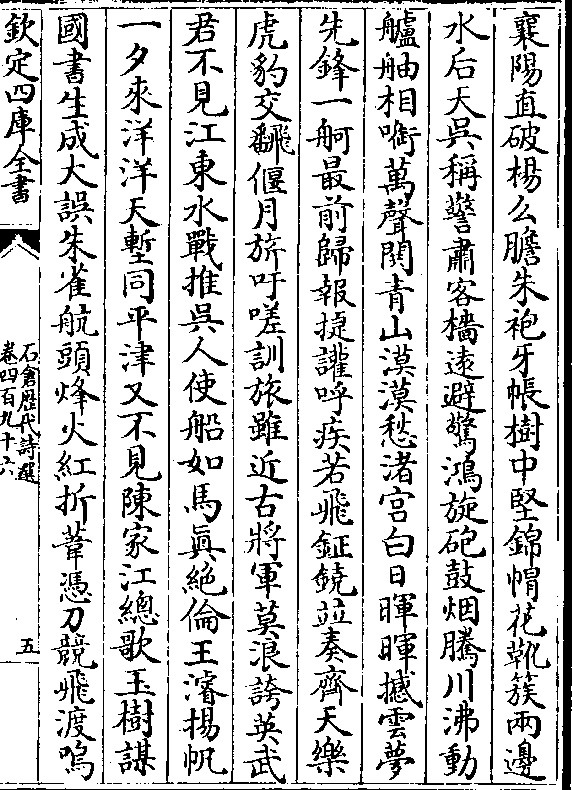 襄陽直破楊么膽朱袍牙帳樹中堅錦㡌花靴簇兩邊
水后天吳稱警肅客檣遠避驚鴻旋砲鼓烟騰川沸動
艫舳相啣萬聲閧青山漠漠愁渚宮白日暉暉撼雲夢
先鋒一舸最前歸報捷讙呼疾若飛鉦鐃並奏齊天樂
虎豹交翻偃月旂吁嗟訓旅雖近古將軍莫浪誇英武
君不見江東水戰推吳人使船如馬真絶倫王濬揚帆
一夕來洋洋天塹同平津又不見陳家江總歌玉樹謀
國書生成大誤朱雀航頭烽火紅折葦憑刀競飛渡嗚
欽定四庫全書
石倉歷代詩選
卷四百九十六
五